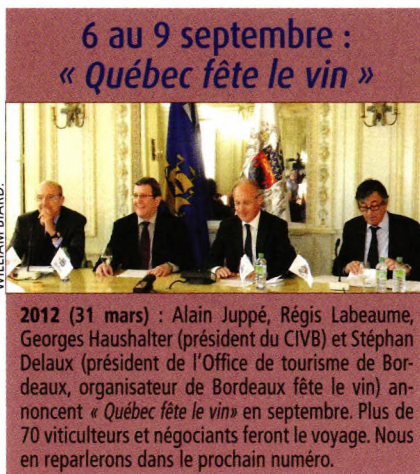 6 au 9 septembre :
« Québec fête le vin »
WILLIAM BIARD.
2012 (31 mars) : Alain Juppé, Régis Labeaume,
Georges Haushalter (président du CIVB) et Stéphan
Delaux (président de l'Office de tourisme de Bor-
deaux, organisateur de Bordeaux fête le vin) an-
noncent « Québec fête le vin» en septembre. Plus de
70 viticulteurs et négociants feront le voyage. Nous
en reparlerons dans le prochain numéro.